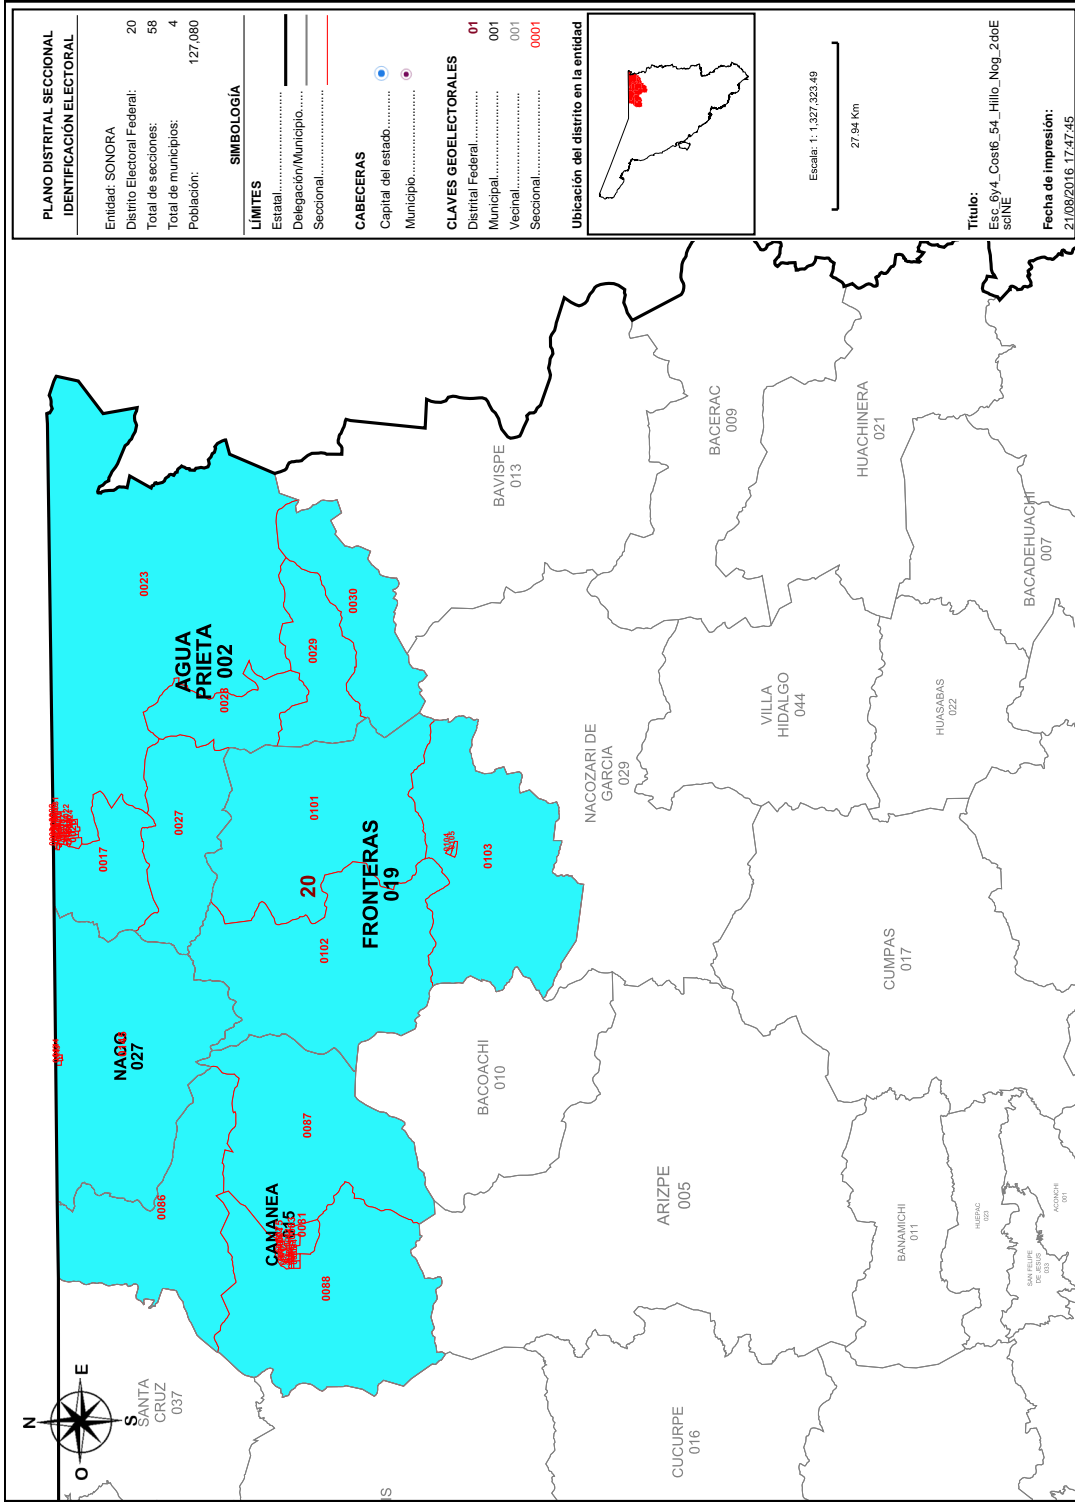 PLANO DISTRITAL SECCIONAL
IDENTIFICACIÓN ELECTORAL
Entidad: SONORA
Distrito Electoral Federal: 20
Total de secciones: 58
Total de municipios: 4
Población: 127,080
SIMBOLOGÍA
LÍMITES
Estatal
Delegación/Municipio
Seccional
CABECERAS
Capital del estado
Municipio
CLAVES GEOELECTORALES
Distrital Federal 01
Municipal 001
Vecinal 001
Seccional 0001
Ubicación del distrito en la entidad
Escala: 1: 1,327,323.49
27.94 Km
Título:
Esc_6y4_Cost6_54_Hillo_Nog_2doE
scINE
Fecha de impresión:
21/08/2016 17:47:45
N
O
E
S
SANTA
CRUZ
037
0086
NACO
027
0017
0027
0023
AGUA
PRIETA
002
0028
0029
0030
CANANEA
0081
0087
0088
0102
20
0101
FRONTERAS
019
0103
BACOACHI
010
BAVISPE
013
NACOZARI DE
GARCIA
029
BACERAC
009
ARIZPE
005
CUCURPE
016
VILLA
HIDALGO
044
HUACHINERA
021
CUMPAS
017
BANAMICHI
011
HUASABAS
022
HUEPAC
023
BACADEHUACHI
007
SAN FELIPE
DE JESUS
033
ACONCHI
001
IS